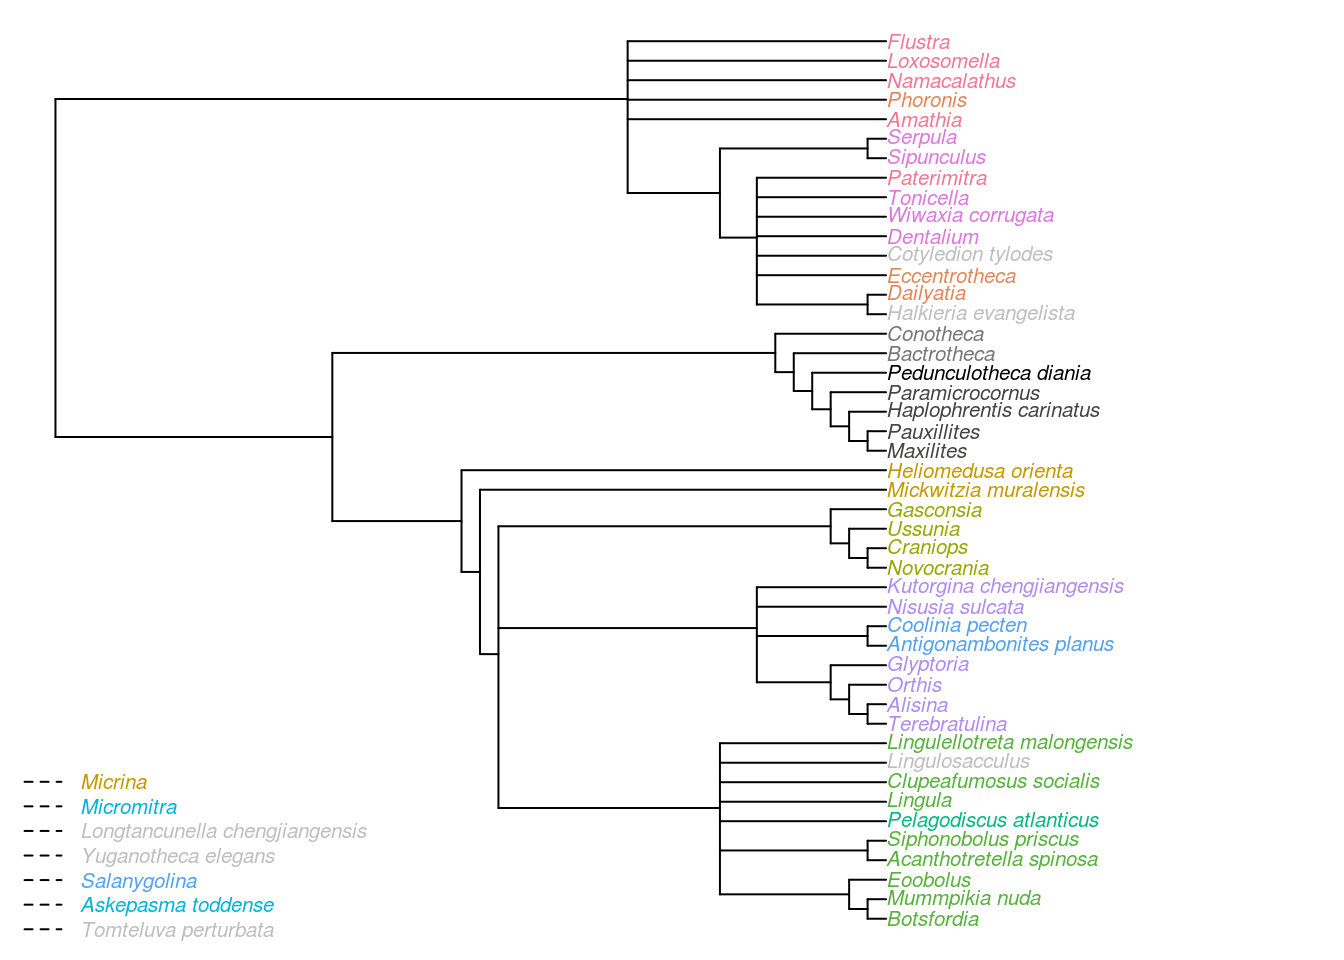 Flustra
Loxosomella
Namacalathus
Phoronis
Amathia
Serpula
Sipunculus
Paterimitra
Tonicella
Wiwaxia corrugata
Dentalium
Cotyledion tylodes
Eccentrotheca
Dailyatia
Halkieria evangelista
Conotheca
Bactrotheca
Pedunculotheca diania
Paramicrocornus
Haplophrentis carinatus
Pauxillites
Maxilites
Heliomedusa orienta
Mickwitzia muralensis
Gasconsia
Ussunia
Craniops
Novocrania
Kutorgina chengjiangensis
Nisusia sulcata
Coolinia pecten
Antigonambonites planus
Glyptoria
Orthis
Alisina
Terebratulina
Lingulellotreta malongensis
Lingulosacculus
Clupeafumosus socialis
Lingula
Pelagodiscus atlanticus
Siphonobolus priscus
Acanthotretella spinosa
Eoobolus
Mummpikia nuda
Botsfordia
Micrina
Micromitra
Longtancunella chengjiangensis
Yuganotheca elegans
Salanygolina
Askepasma toddense
Tomteluva perturbata